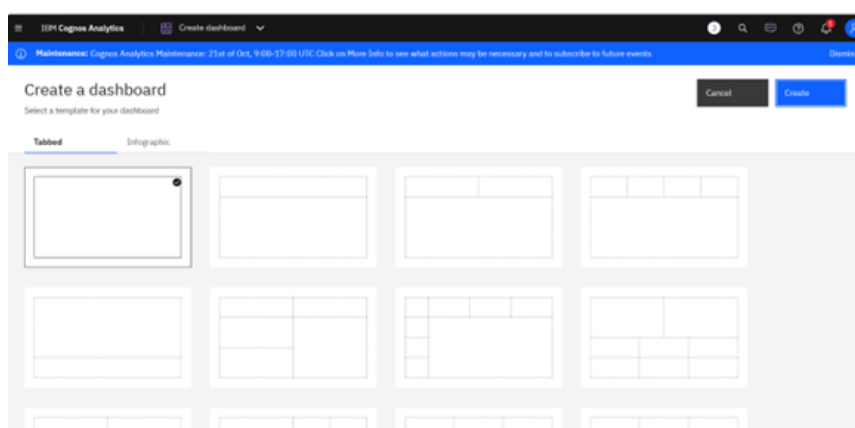 IBM Cognos Analytics
Create dashboard
3
Maintenance: Cognos Analytics Maintenance: 21st of Oct, 9:00-17:00 UTC Click on More Info to see what actions may be necessary and to subscribe to future events
Dismiss
Create a dashboard
Cancel
Create
Select a template for your dashboard
Tabbed
Infographic